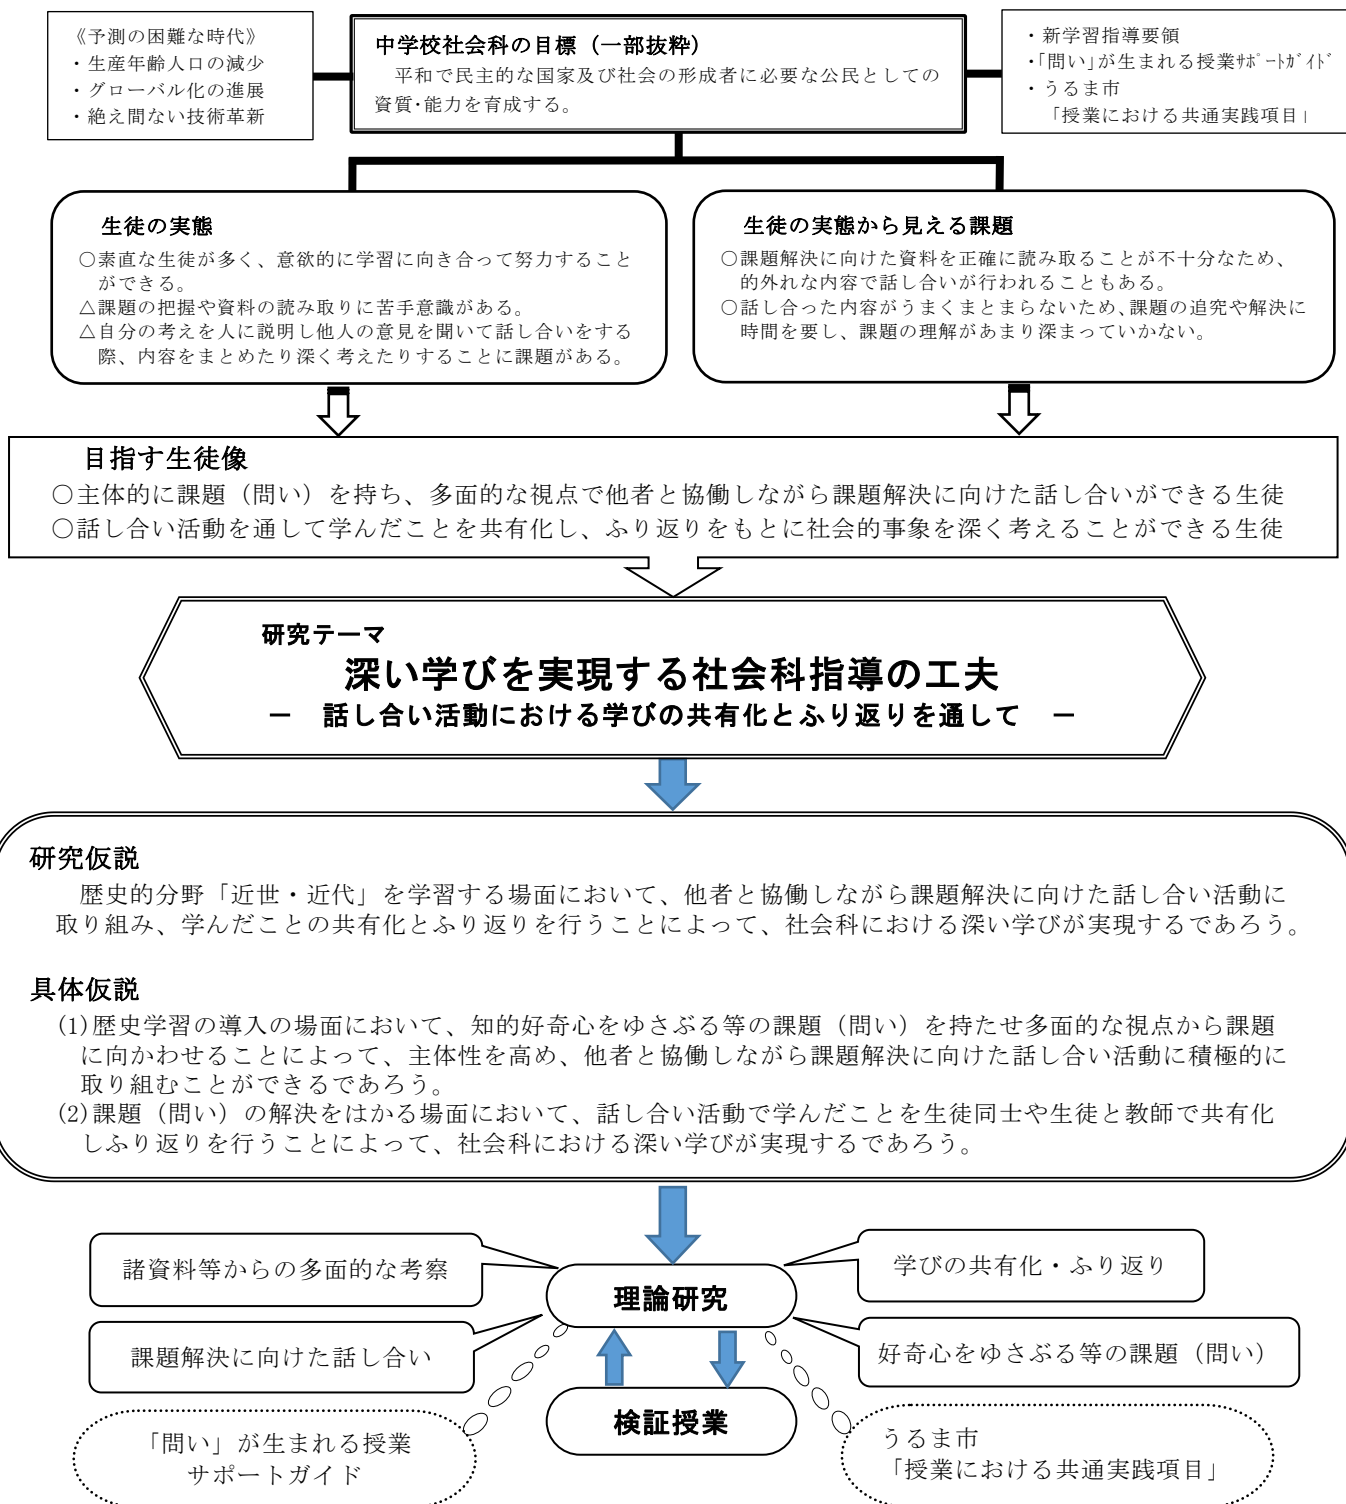 《予測の困難な時代》
・生産年齢人口の減少
・グローバル化の進展
・絶え間ない技術革新
中学校社会科の目標（一部抜粋）
平和で民主的な国家及び社会の形成者に必要な公民としての
資質・能力を育成する。
・新学習指導要領
・「問い」が生まれる授業ｻﾎﾟｰﾄｶﾞｲﾄﾞ
・うるま市
「授業における共通実践項目」
生徒の実態
○素直な生徒が多く、意欲的に学習に向き合って努力すること
ができる。
△課題の把握や資料の読み取りに苦手意識がある。
△自分の考えを人に説明し他人の意見を聞いて話し合いをする
際、内容をまとめたり深く考えたりすることに課題がある。
生徒の実態から見える課題
○課題解決に向けた資料を正確に読み取ることが不十分なため、
的外れな内容で話し合いが行われることもある。
○話し合った内容がうまくまとまらないため、課題の追究や解決に
時間を要し、課題の理解があまり深まっていかない。
目指す生徒像
○主体的に課題（問い）を持ち、多面的な視点で他者と協働しながら課題解決に向けた話し合いができる生徒
○話し合い活動を通して学んだことを共有化し、ふり返りをもとに社会的事象を深く考えることができる生徒
研究テーマ
深い学びを実現する社会科指導の工夫
－　話し合い活動における学びの共有化とふり返りを通して　－
研究仮説
歴史的分野「近世・近代」を学習する場面において、他者と協働しながら課題解決に向けた話し合い活動に
取り組み、学んだことの共有化とふり返りを行うことによって、社会科における深い学びが実現するであろう。
具体仮説
(1)歴史学習の導入の場面において、知的好奇心をゆさぶる等の課題（問い）を持たせ多面的な視点から課題
に向かわせることによって、主体性を高め、他者と協働しながら課題解決に向けた話し合い活動に積極的に
取り組むことができるであろう。
(2)課題（問い）の解決をはかる場面において、話し合い活動で学んだことを生徒同士や生徒と教師で共有化
しふり返りを行うことによって、社会科における深い学びが実現するであろう。
諸資料等からの多面的な考察
学びの共有化・ふり返り
理論研究
課題解決に向けた話し合い
好奇心をゆさぶる等の課題（問い）
検証授業
「問い」が生まれる授業
サポートガイド
うるま市
「授業における共通実践項目」